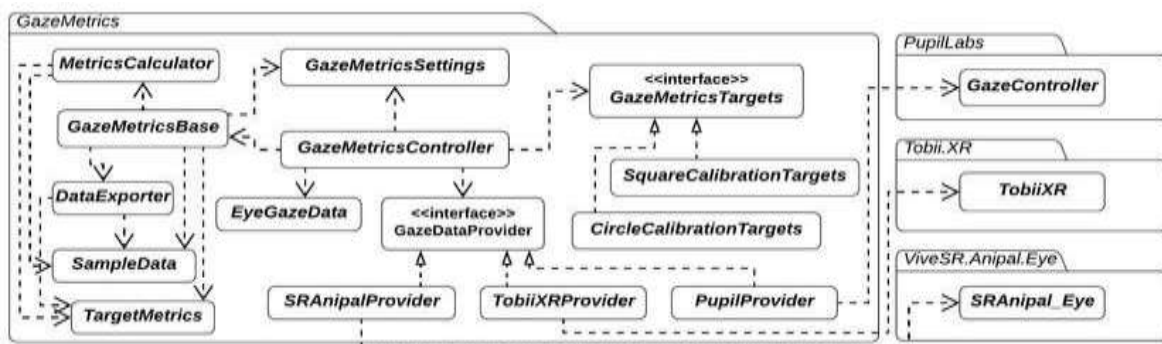 GazeMetrics
MetricsCalculator
GazeMetricsSettings
<<interface>>
GazeMetricsTargets
GazeMetricsBase
GazeMetricsController
SquareCalibrationTargets
DataExporter
EyeGazeData
<<interface>>
GazeDataProvider
CircleCalibrationTargets
SampleData
SRAnipalProvider
TobiiXRProvider
PupilProvider
TargetMetrics
PupilLabs
GazeController
Tobii.XR
TobiiXR
ViveSR.Anipal.Eye
SRAnipal_Eye